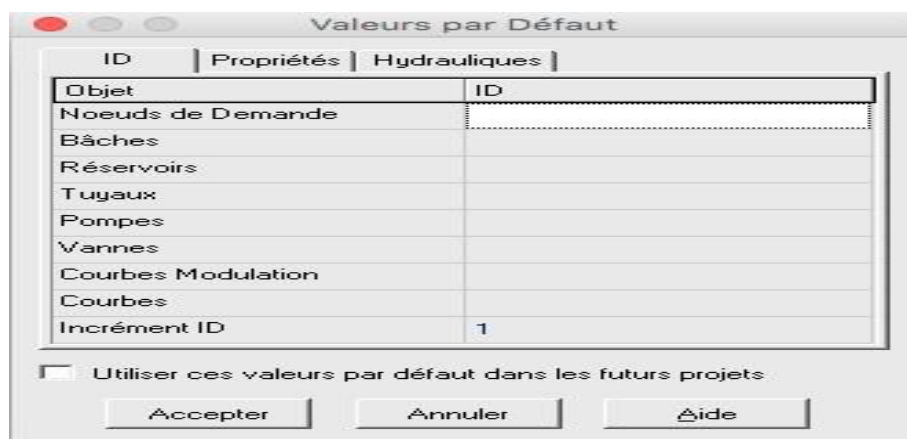 Valeurs par Défaut
ID Propriétés Hydrauliques
Objet ID
Noeuds de Demande
Bâches
Réservoirs
Tuyaux
Pompes
Vannes
Courbes Modulation
Courbes
Incrément ID 1
Utiliser ces valeurs par défaut dans les futurs projets
Accepter Annuler Aide